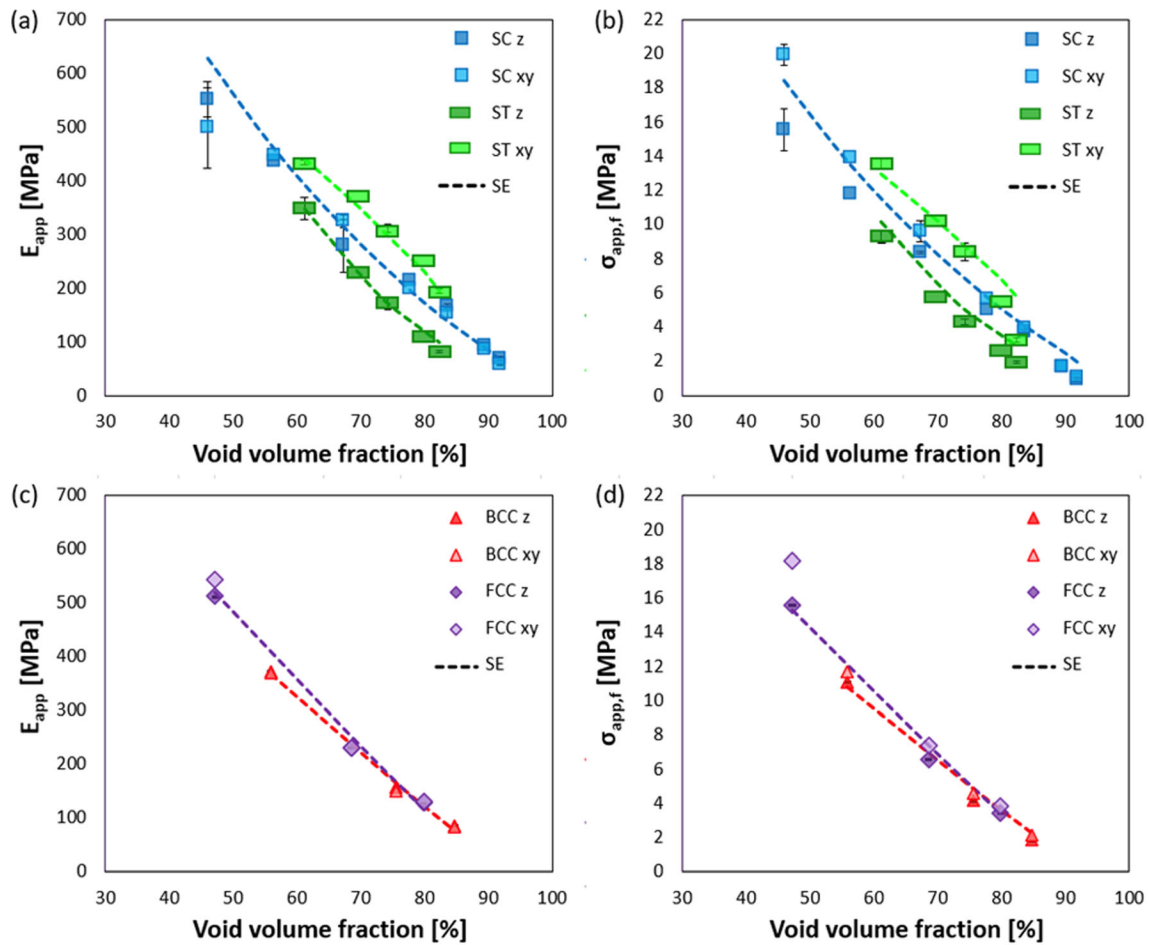 (a)
E_app [MPa]
700
600
500
400
300
200
100
0
30 40 50 60 70 80 90 100
Void volume fraction [%]
SC z
SC xy
ST z
ST xy
SE
(b)
σ_app,f [MPa]
22
20
18
16
14
12
10
8
6
4
2
0
30 40 50 60 70 80 90 100
Void volume fraction [%]
SC z
SC xy
ST z
ST xy
SE
(c)
E_app [MPa]
700
600
500
400
300
200
100
0
30 40 50 60 70 80 90 100
Void volume fraction [%]
BCC z
BCC xy
FCC z
FCC xy
SE
(d)
σ_app,f [MPa]
22
20
18
16
14
12
10
8
6
4
2
0
30 40 50 60 70 80 90 100
Void volume fraction [%]
BCC z
BCC xy
FCC z
FCC xy
SE